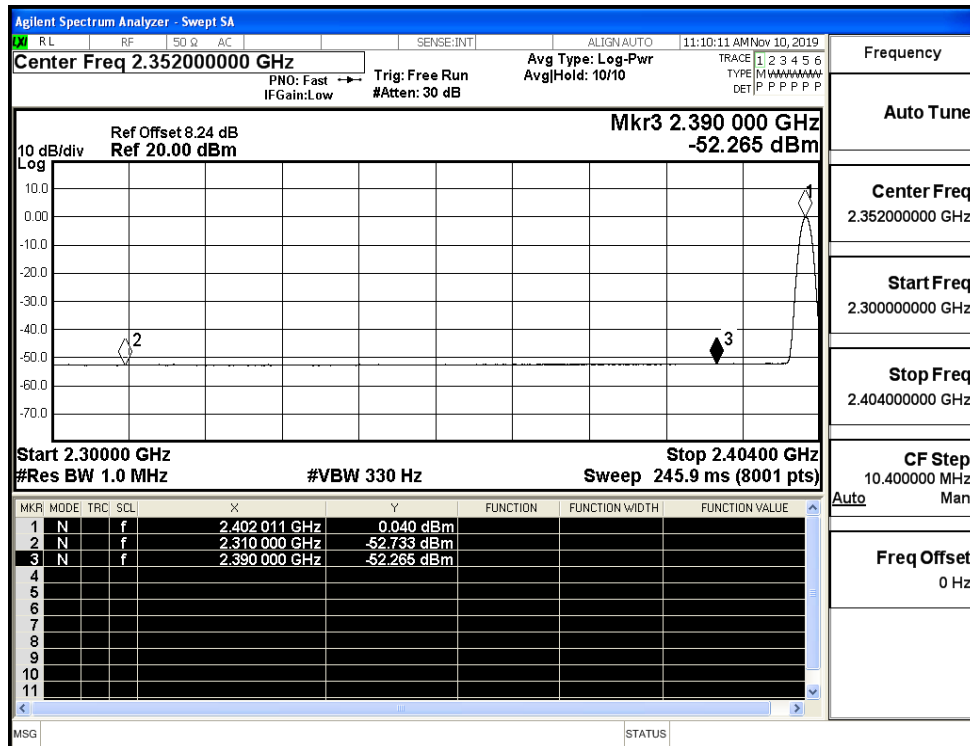 Agilent Spectrum Analyzer - Swept SA
LXI RL RF 50 Ω AC SENSE:INT ALIGN AUTO 11:10:11 AM Nov 10, 2019
Center Freq 2.352000000 GHz
PNO: Fast
IFGain:Low
Trig: Free Run
#Atten: 30 dB
Avg Type: Log-Pwr
Avg|Hold: 10/10
TRACE 1 2 3 4 5 6
TYPE M WWWWW
DET P P P P P P
Mkr3 2.390 000 GHz
-52.265 dBm
Ref Offset 8.24 dB
10 dB/div Ref 20.00 dBm
Log
10.0
0.00
-10.0
-20.0
-30.0
-40.0
-50.0
-60.0
-70.0
1
2
3
Start 2.30000 GHz Stop 2.40400 GHz
#Res BW 1.0 MHz #VBW 330 Hz Sweep 245.9 ms (8001 pts)
MKR MODE TRC SCL X Y FUNCTION FUNCTION WIDTH FUNCTION VALUE
1 N f 2.402 011 GHz 0.040 dBm
2 N f 2.310 000 GHz -52.733 dBm
3 N f 2.390 000 GHz -52.265 dBm
4
5
6
7
8
9
10
11
MSG STATUS
Frequency
Auto Tune
Center Freq
2.352000000 GHz
Start Freq
2.300000000 GHz
Stop Freq
2.404000000 GHz
CF Step
10.400000 MHz
Auto Man
Freq Offset
0 Hz